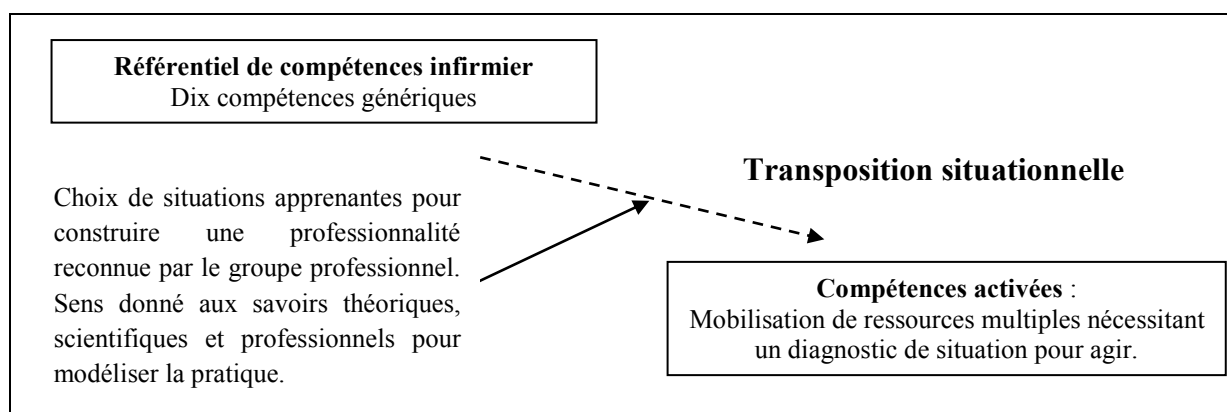 Référentiel de compétences infirmier
Dix compétences génériques
Transposition situationnelle
Choix de situations apprenantes pour
construire une professionnalité
reconnue par le groupe professionnel.
Sens donné aux savoirs théoriques,
scientifiques et professionnels pour
modéliser la pratique.
Compétences activées :
Mobilisation de ressources multiples nécessitant
un diagnostic de situation pour agir.